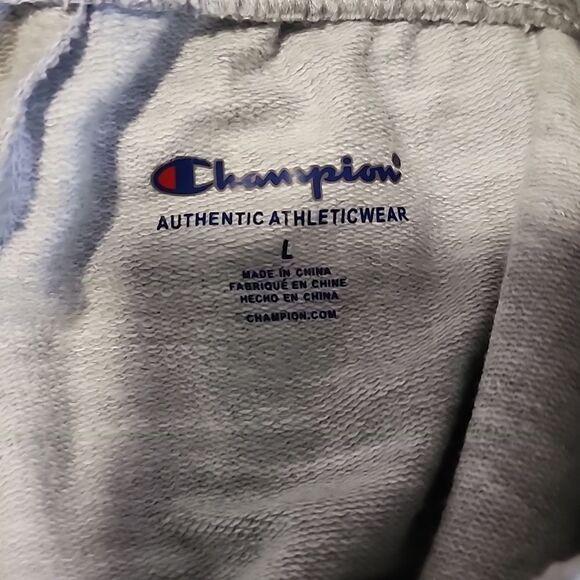 Champion
AUTHENTIC ATHLETICWEAR
L
MADE IN CHINA
FABRIQUÉ EN CHINE
HECHO EN CHINA
CHAMPION.COM